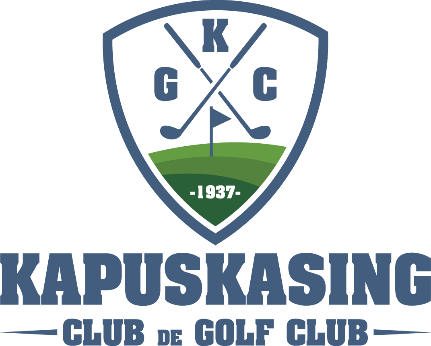 K
G C
-1937-
KAPUSKASING
CLUB DE GOLF CLUB